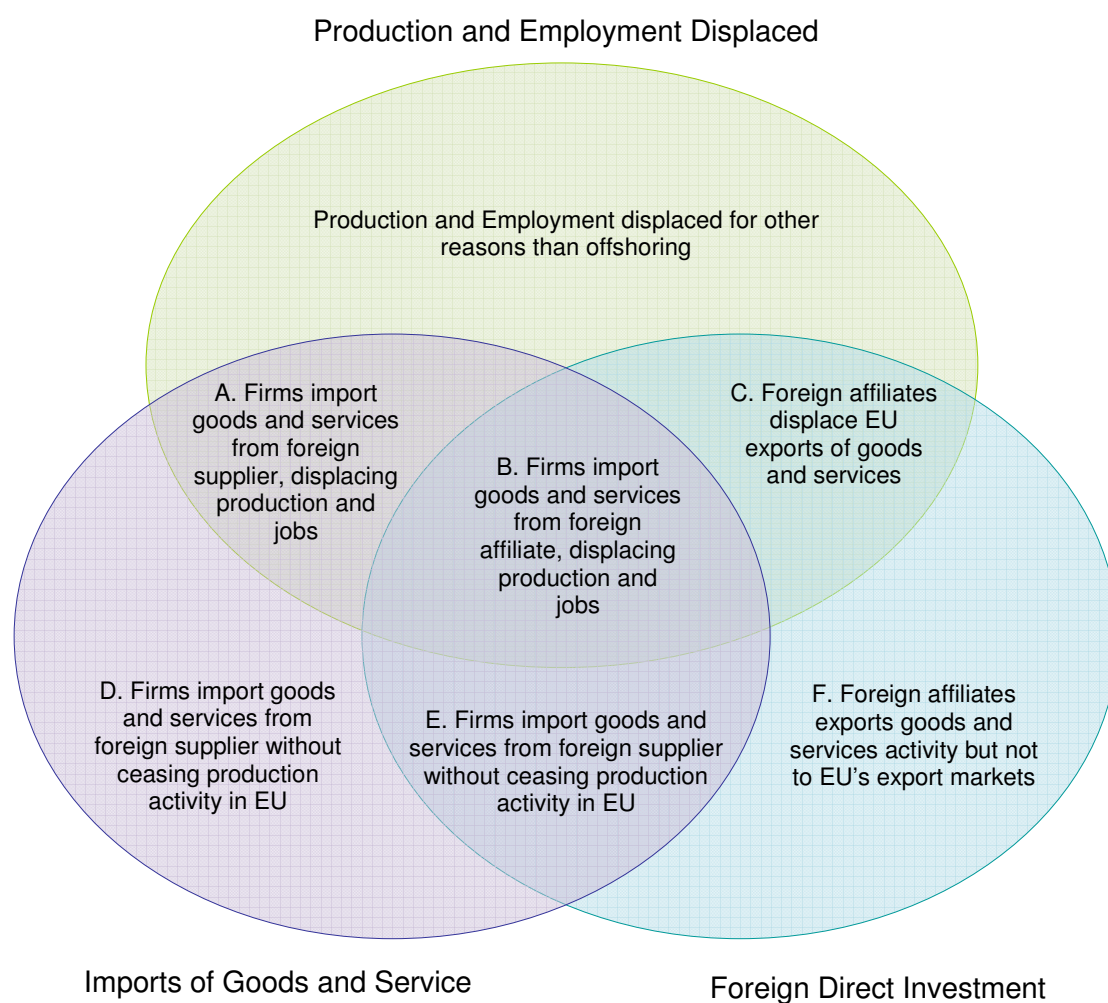 Production and Employment Displaced
Production and Employment displaced for other
reasons than offshoring
A. Firms import
goods and services
from foreign
supplier, displacing
production and
jobs
B. Firms import
goods and services
from foreign
affiliate, displacing
production and
jobs
C. Foreign affiliates
displace EU
exports of goods
and services
D. Firms import goods
and services from
foreign supplier without
ceasing production
activity in EU
E. Firms import goods and
services from foreign supplier
without ceasing production
activity in EU
F. Foreign affiliates
exports goods and
services activity but not
to EU’s export markets
Imports of Goods and Service
Foreign Direct Investment